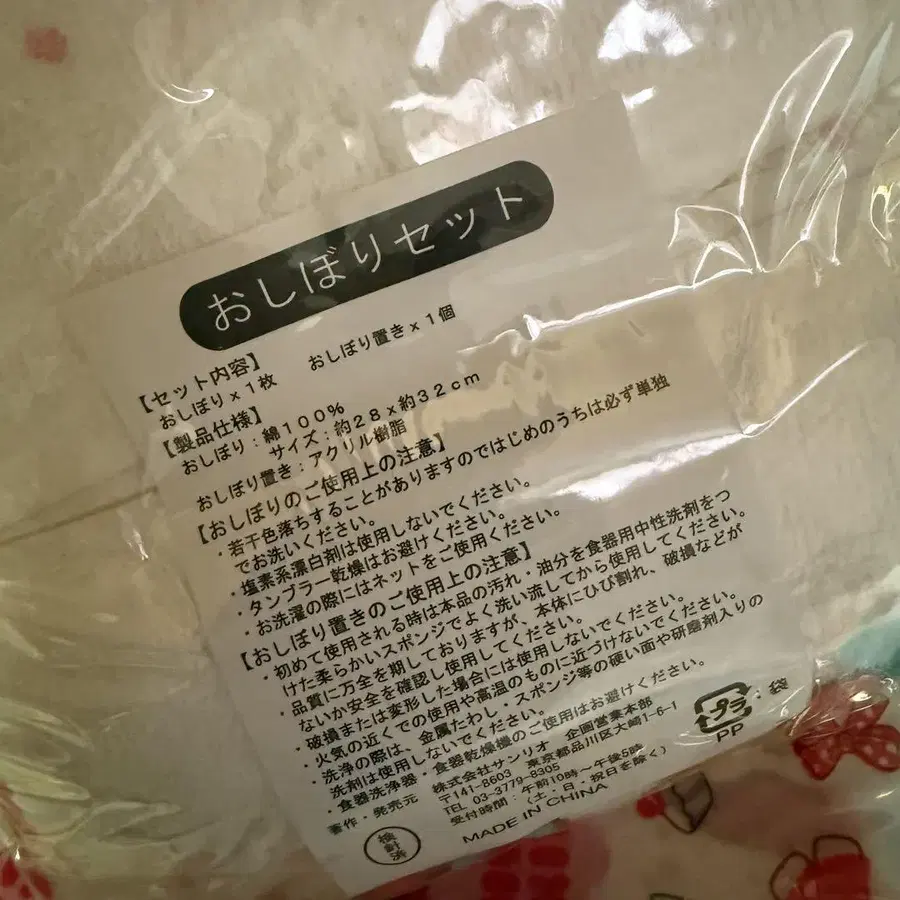 おしぼりセット
【セット内容】
おしぼりx1枚 おしぼり置きx1個
【製品仕様】
おしぼり:綿100%
サイズ:約28x約32cm
おしぼり置き:アクリル樹脂
【おしぼりのご使用上の注意】
・若干色落ちすることがありますのではじめのうちは必ず単独
でお洗いください。
・塩素系漂白剤は使用しないでください。
・タンブラー乾燥はお避けください。
・お洗濯の際にはネットをご使用ください。
【おしぼり置きのご使用上の注意】
・初めて使用される時は本品の汚れ・油分を食器用中性洗剤をつ
けた柔らかいスポンジでよく洗い流してから使用してください。
・品質に万全を期しておりますが、本体にひび割れ、破損などが
ないか安全を確認し使用してください。
・破損または変形した場合には使用しないでください。
・火気の近くでの使用や高温のものに近づけないでください。
・洗浄の際は、金属たわし・スポンジ等の硬い面や研磨剤入りの
洗剤は使用しないでください。
・食器洗浄器・食器乾燥機のご使用はお避けください。
著作・発売元 株式会社サンリオ 企画営業本部
〒141-8603 東京都品川区大崎1-6-1
TEL 03-3779-8305
受付時間:午前10時～午後5時
(土・日・祝日を除く)
MADE IN CHINA
検針済
プラ :袋
PP